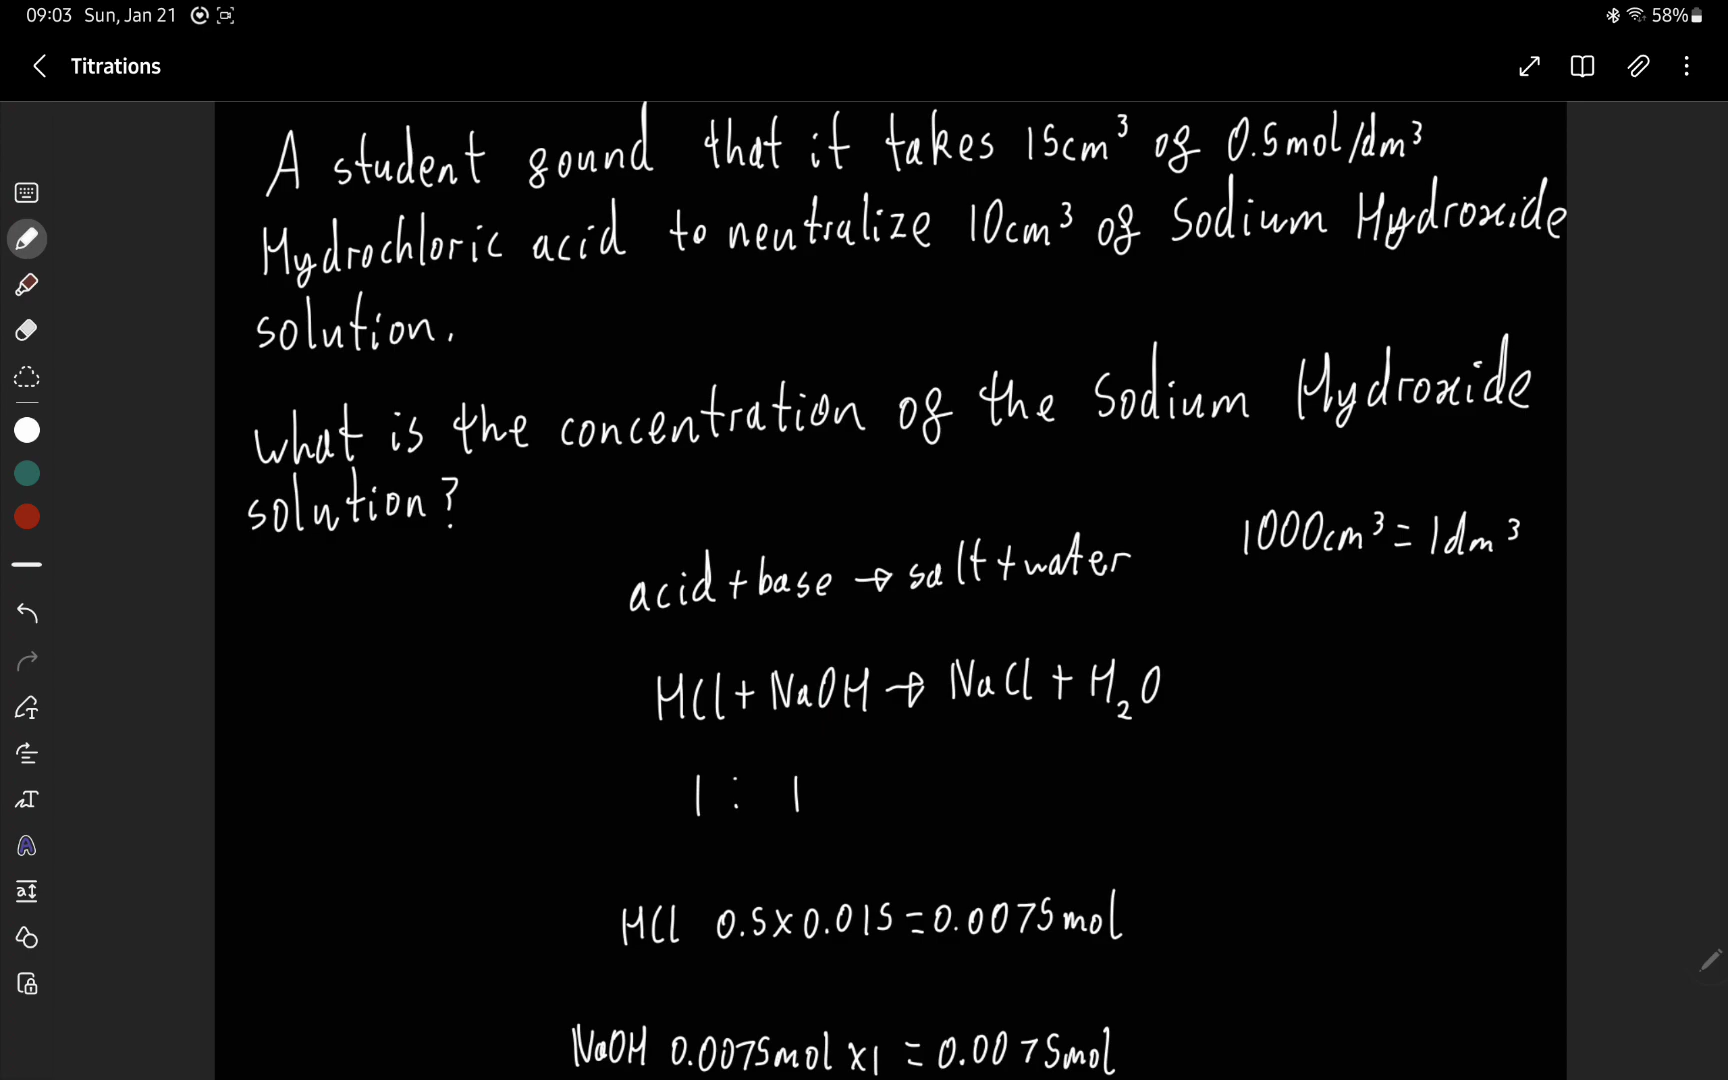 09:03 Sun, Jan 21 58%
Titrations
A student found that it takes 15cm³ of 0.5mol/dm³
Hydrochloric acid to neutralize 10cm³ of Sodium Hydroxide
solution.
What is the concentration of the Sodium Hydroxide
solution?
1000cm³ = 1dm³
acid + base → salt + water
HCl + NaOH → NaCl + H₂O
1 : 1
HCl 0.5 x 0.015 = 0.0075 mol
NaOH 0.0075mol x1 = 0.0075mol